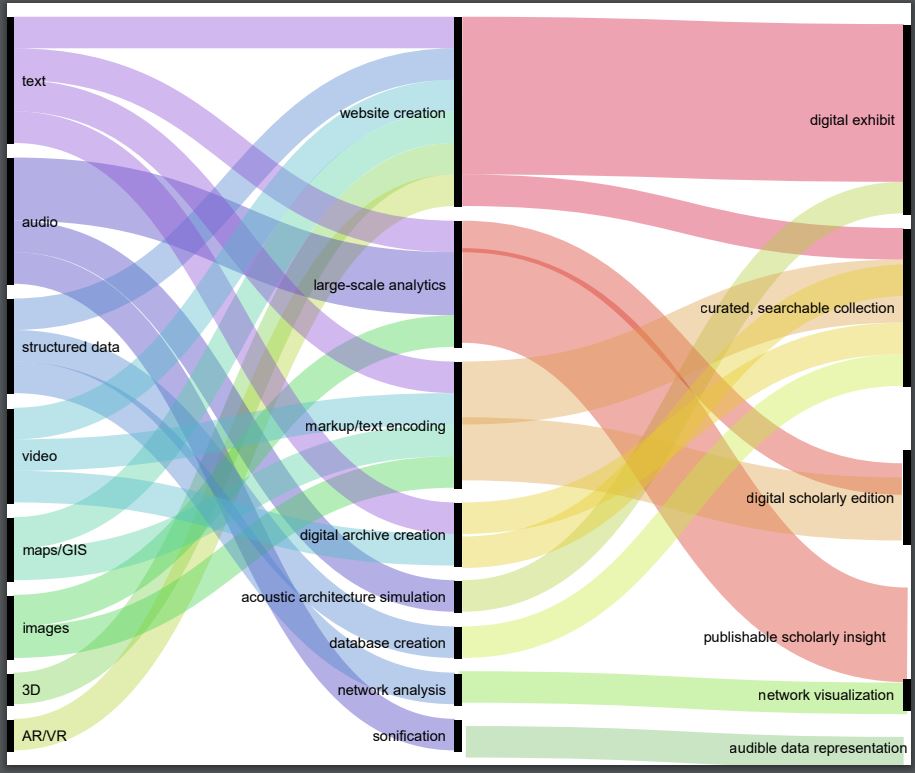 text
audio
structured data
video
maps/GIS
images
3D
AR/VR
website creation
large-scale analytics
markup/text encoding
digital archive creation
acoustic architecture simulation
database creation
network analysis
sonification
digital exhibit
curated, searchable collection
digital scholarly edition
publishable scholarly insight
network visualization
audible data representation